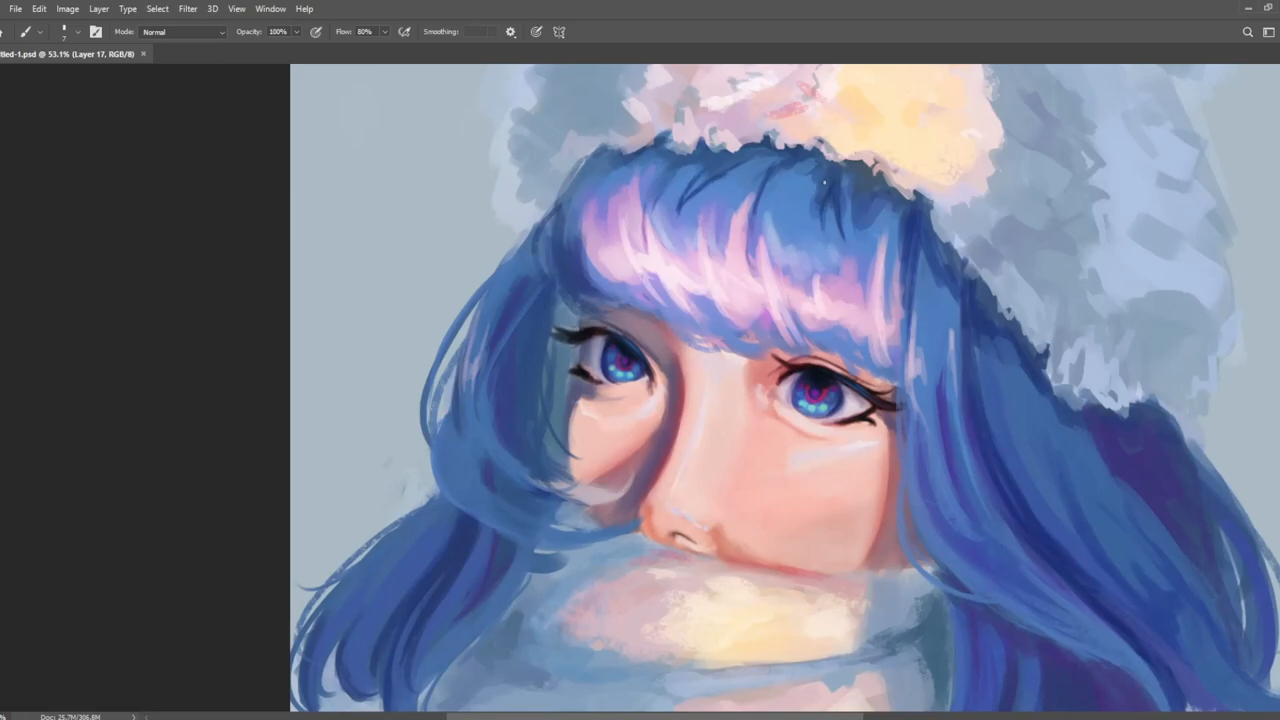 File Edit Image Layer Type Select Filter 3D View Window Help
7 Mode: Normal Opacity: 100% Flow: 80% Smoothing:
tled-1.psd @ 53.1% (Layer 17, RGB/8) ×
% Doc: 25.7M/306.8M